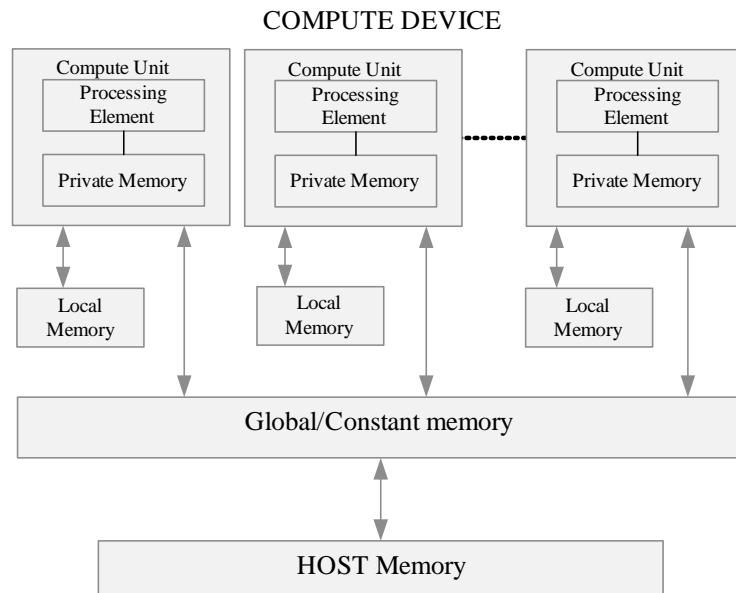 COMPUTE DEVICE
Compute Unit
Processing
Element
Private Memory
Compute Unit
Processing
Element
Private Memory
Compute Unit
Processing
Element
Private Memory
Local
Memory
Local
Memory
Local
Memory
Global/Constant memory
HOST Memory